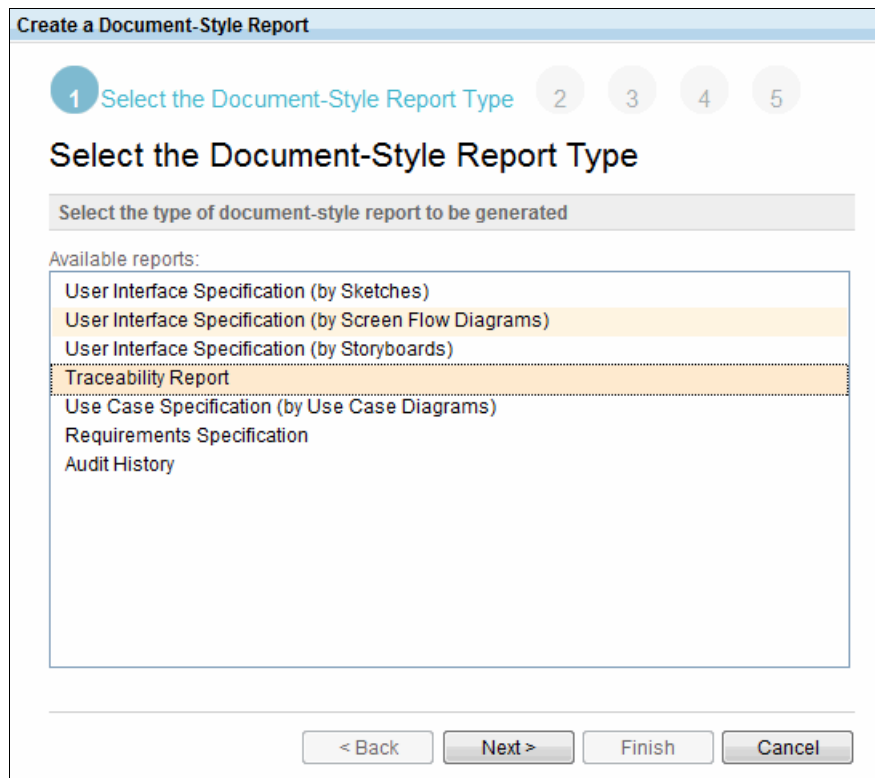 Create a Document-Style Report
1 Select the Document-Style Report Type 2 3 4 5
Select the Document-Style Report Type
Select the type of document-style report to be generated
Available reports:
User Interface Specification (by Sketches)
User Interface Specification (by Screen Flow Diagrams)
User Interface Specification (by Storyboards)
Traceability Report
Use Case Specification (by Use Case Diagrams)
Requirements Specification
Audit History
< Back Next > Finish Cancel